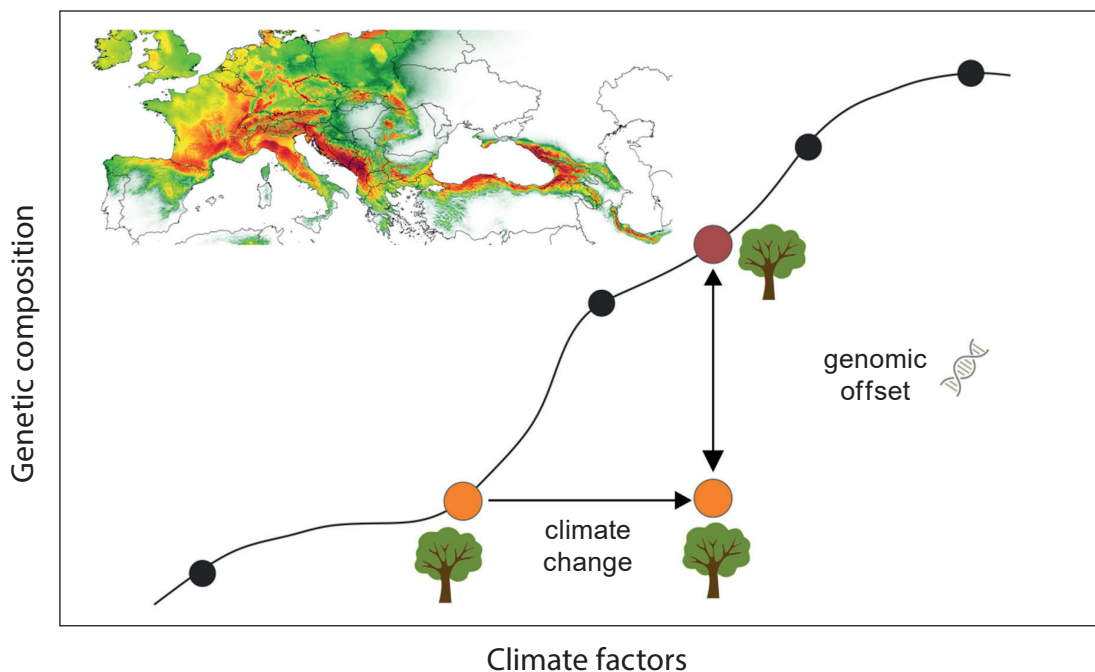 Genetic composition
genomic
offset
climate
change
Climate factors